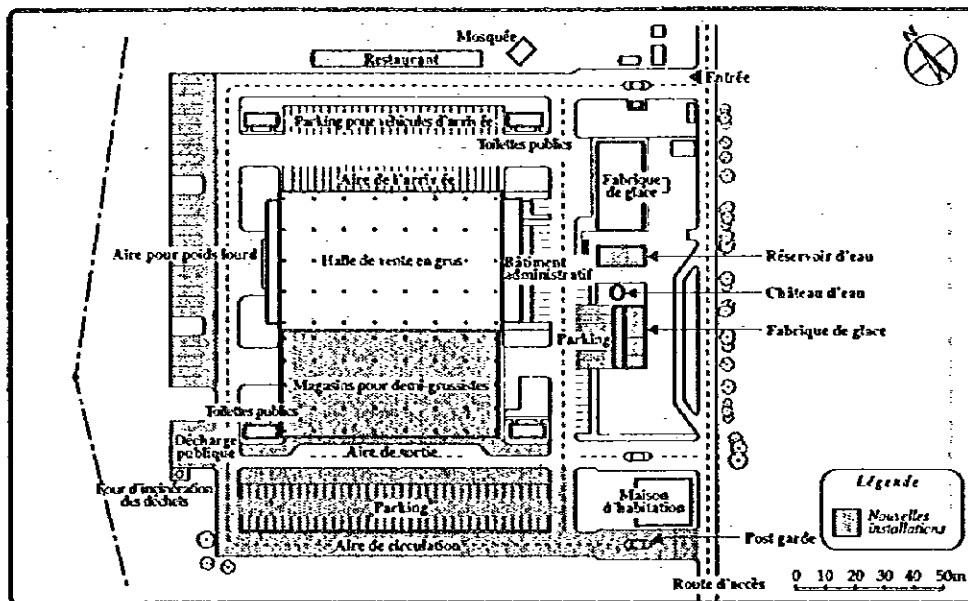 Mosquée
Restaurant
N
Entrée
Parking pour véhicules d'arrivée
Toilettes publics
Aire de l'arrivée
Fabrique
de glace
Aire pour poids lourd
Halle de vente en gros
Bâtiment
administratif
Réservoir d'eau
Château d'eau
Parking
Fabrique de glace
Magasins pour demi-grossistes
Toilettes publics
Décharge
publique
Aire de sortie
Four d'incinération
des déchets
Parking
Maison
d'habitation
Légende
Nouvelles
installations
Aire de circulation
Post garde
Route d'accès
0 10 20 30 40 50m